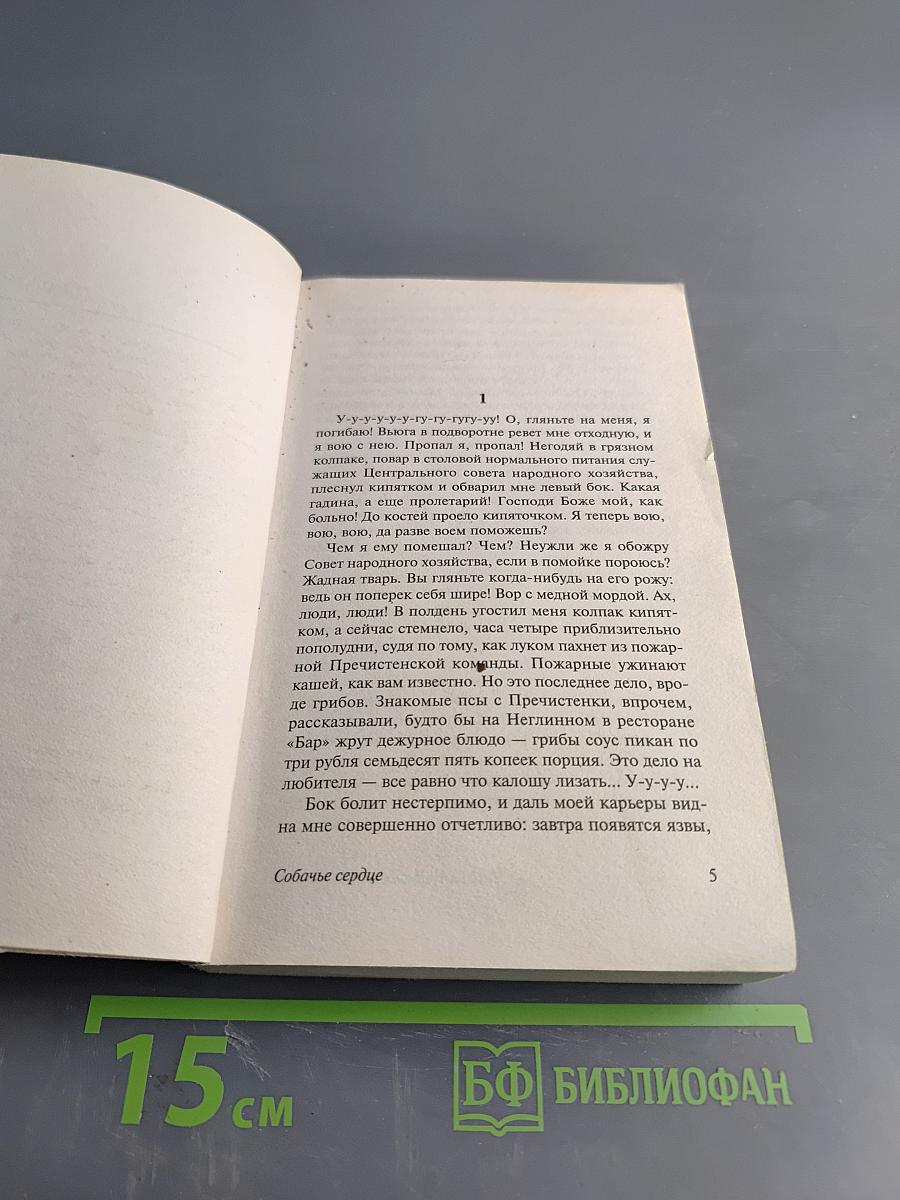 1
У-у-у-у-у-у-гу-гу-гугу-уу! О, гляньте на меня, я
погибаю! Вьюга в подворотне ревет мне отходную, и
я вою с нею. Пропал я, пропал! Негодяй в грязном
колпаке, повар в столовой нормального питания слу-
жащих Центрального совета народного хозяйства,
плеснул кипятком и обварил мне левый бок. Какая
гадина, а еще пролетарий! Господи Боже мой, как
больно! До костей проело кипяточком. Я теперь вою,
вою, вою, да разве воем поможешь?
Чем я ему помешал? Чем? Неужли же я обожру
Совет народного хозяйства, если в помойке пороюсь?
Жадная тварь. Вы гляньте когда-нибудь на его рожу:
ведь он поперек себя шире! Вор с медной мордой. Ах,
люди, люди! В полдень угостил меня колпак кипят-
ком, а сейчас стемнело, часа четыре приблизительно
пополудни, судя по тому, как луком пахнет из пожар-
ной Пречистенской команды. Пожарные ужинают
кашей, как вам известно. Но это последнее дело, вро-
де грибов. Знакомые псы с Пречистенки, впрочем,
рассказывали, будто бы на Неглинном в ресторане
«Бар» жрут дежурное блюдо — грибы соус пикан по
три рубля семьдесят пять копеек порция. Это дело на
любителя — все равно что калошу лизать... У-у-у-у...
Бок болит нестерпимо, и даль моей карьеры вид-
на мне совершенно отчетливо: завтра появятся язвы,
Собачье сердце 5
15 см
БФ БИБЛИОФАН